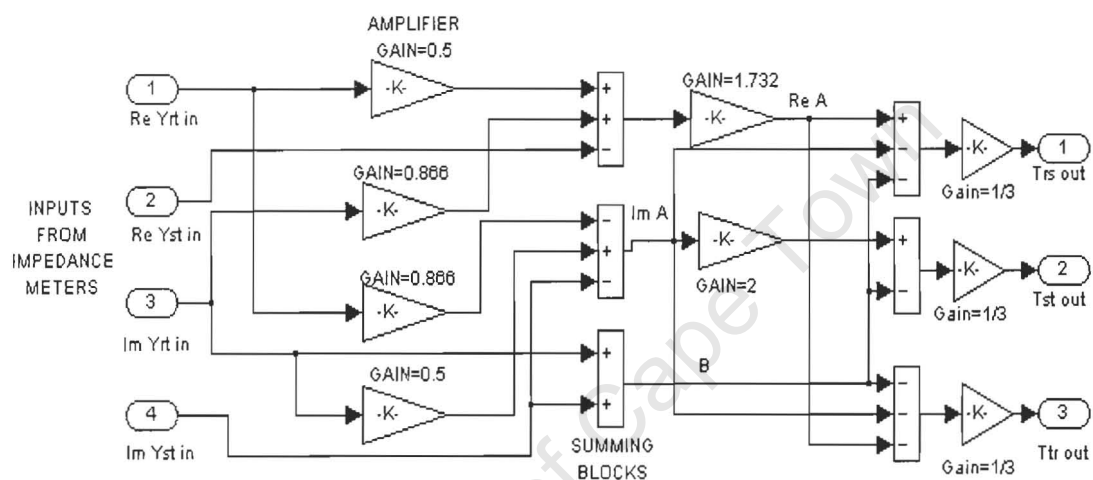 AMPLIFIER
GAIN=0.5
1
-K-
Re Yrt in
+
+
-
GAIN=1.732
-K-
Re A
+
-
-
-K-
Gain=1/3
1
Trs out
2
Re Yst in
GAIN=0.866
-K-
INPUTS
FROM
IMPEDANCE
METERS
-
+
-
Im A
-K-
GAIN=2
+
-
-K-
Gain=1/3
2
Tst out
3
Im Yrt in
GAIN=0.866
-K-
GAIN=0.5
-K-
+
+
B
SUMMING
BLOCKS
4
Im Yst in
-
-
-
-K-
Gain=1/3
3
Ttr out
of Cape Town